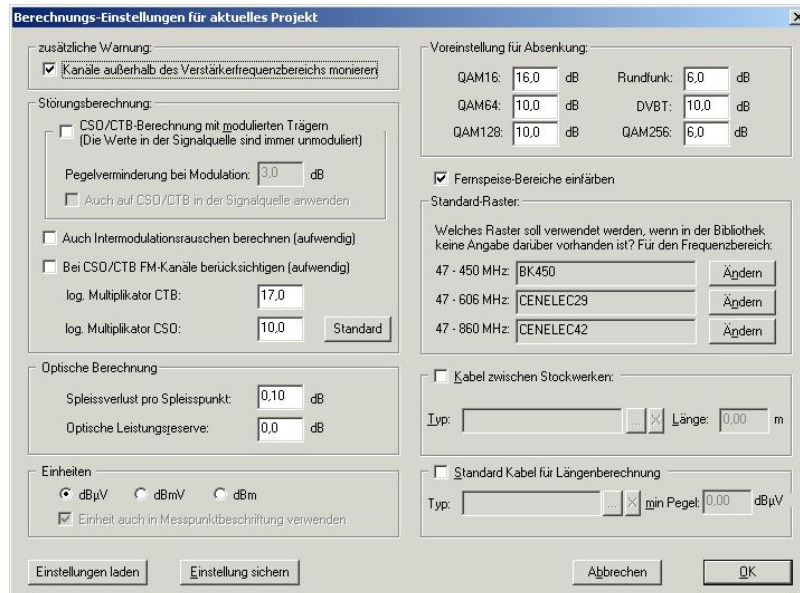 Berechnungs-Einstellungen für aktuelles Projekt
zusätzliche Warnung:
Kanäle außerhalb des Verstärkerfrequenzbereichs monieren
Störungsberechnung:
CSO/CTB-Berechnung mit modulierten Trägern
(Die Werte in der Signalquelle sind immer unmoduliert)
Pegelverminderung bei Modulation: 3,0 dB
Auch auf CSO/CTB in der Signalquelle anwenden
Auch Intermodulationsrauschen berechnen (aufwendig)
Bei CSO/CTB FM-Kanäle berücksichtigen (aufwendig)
log. Multiplikator CTB: 17,0
log. Multiplikator CSO: 10,0 Standard
Optische Berechnung
Spleissverlust pro Spleisspunkt: 0,10 dB
Optische Leistungsreserve: 0,0 dB
Einheiten
dBµV dBmV dBm
Einheit auch in Messpunktbeschriftung verwenden
Voreinstellung für Absenkung:
QAM16: 16,0 dB Rundfunk: 6,0 dB
QAM64: 10,0 dB DVBT: 10,0 dB
QAM128: 10,0 dB QAM256: 6,0 dB
Fernspeise-Bereiche einfärben
Standard-Raster:
Welches Raster soll verwendet werden, wenn in der Bibliothek
keine Angabe darüber vorhanden ist? Für den Frequenzbereich:
47 - 450 MHz: BK450 Ändern
47 - 606 MHz: CENELEC29 Ändern
47 - 860 MHz: CENELEC42 Ändern
Kabel zwischen Stockwerken:
Typ: ... X Länge: 0,00 m
Standard Kabel für Längenberechnung
Typ: ... X min Pegel: 0,00 dBµV
Einstellungen laden Einstellung sichern Abbrechen OK